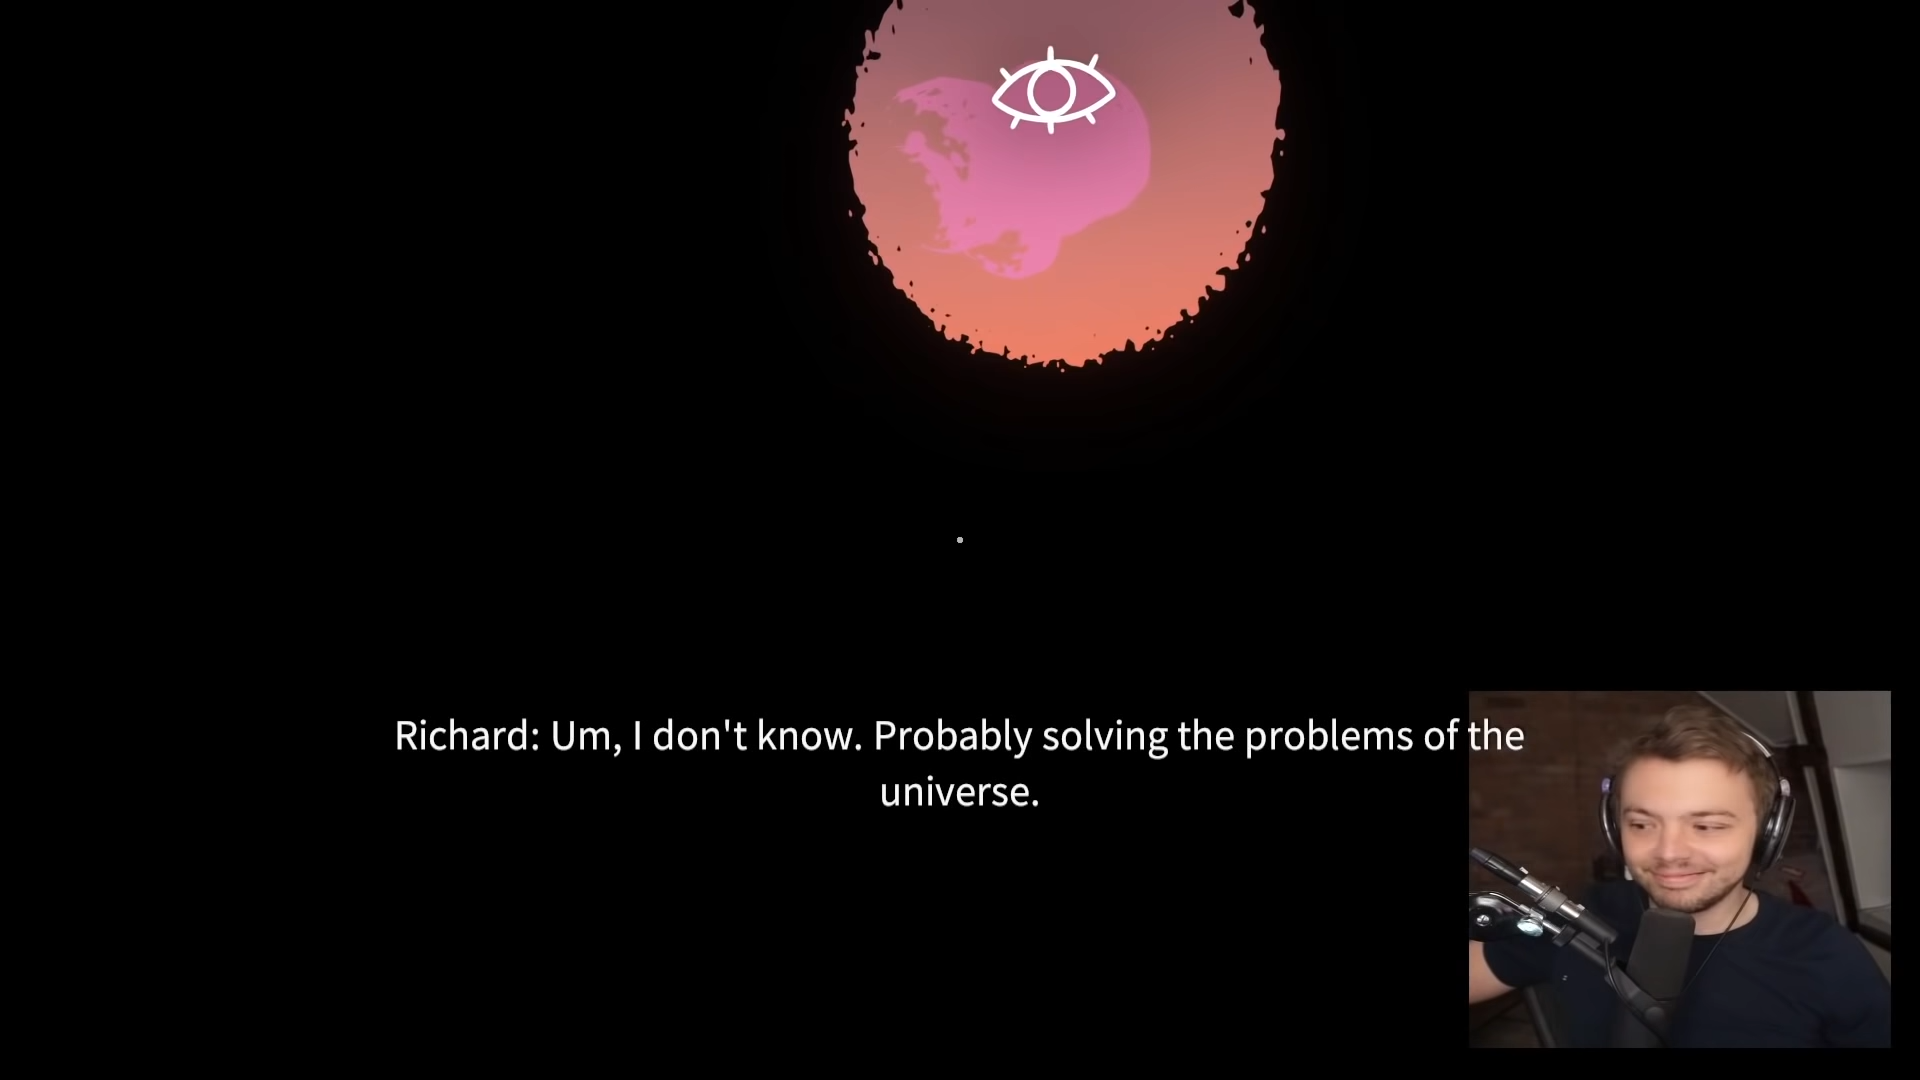 Richard: Um, I don't know. Probably solving the problems of the
universe.